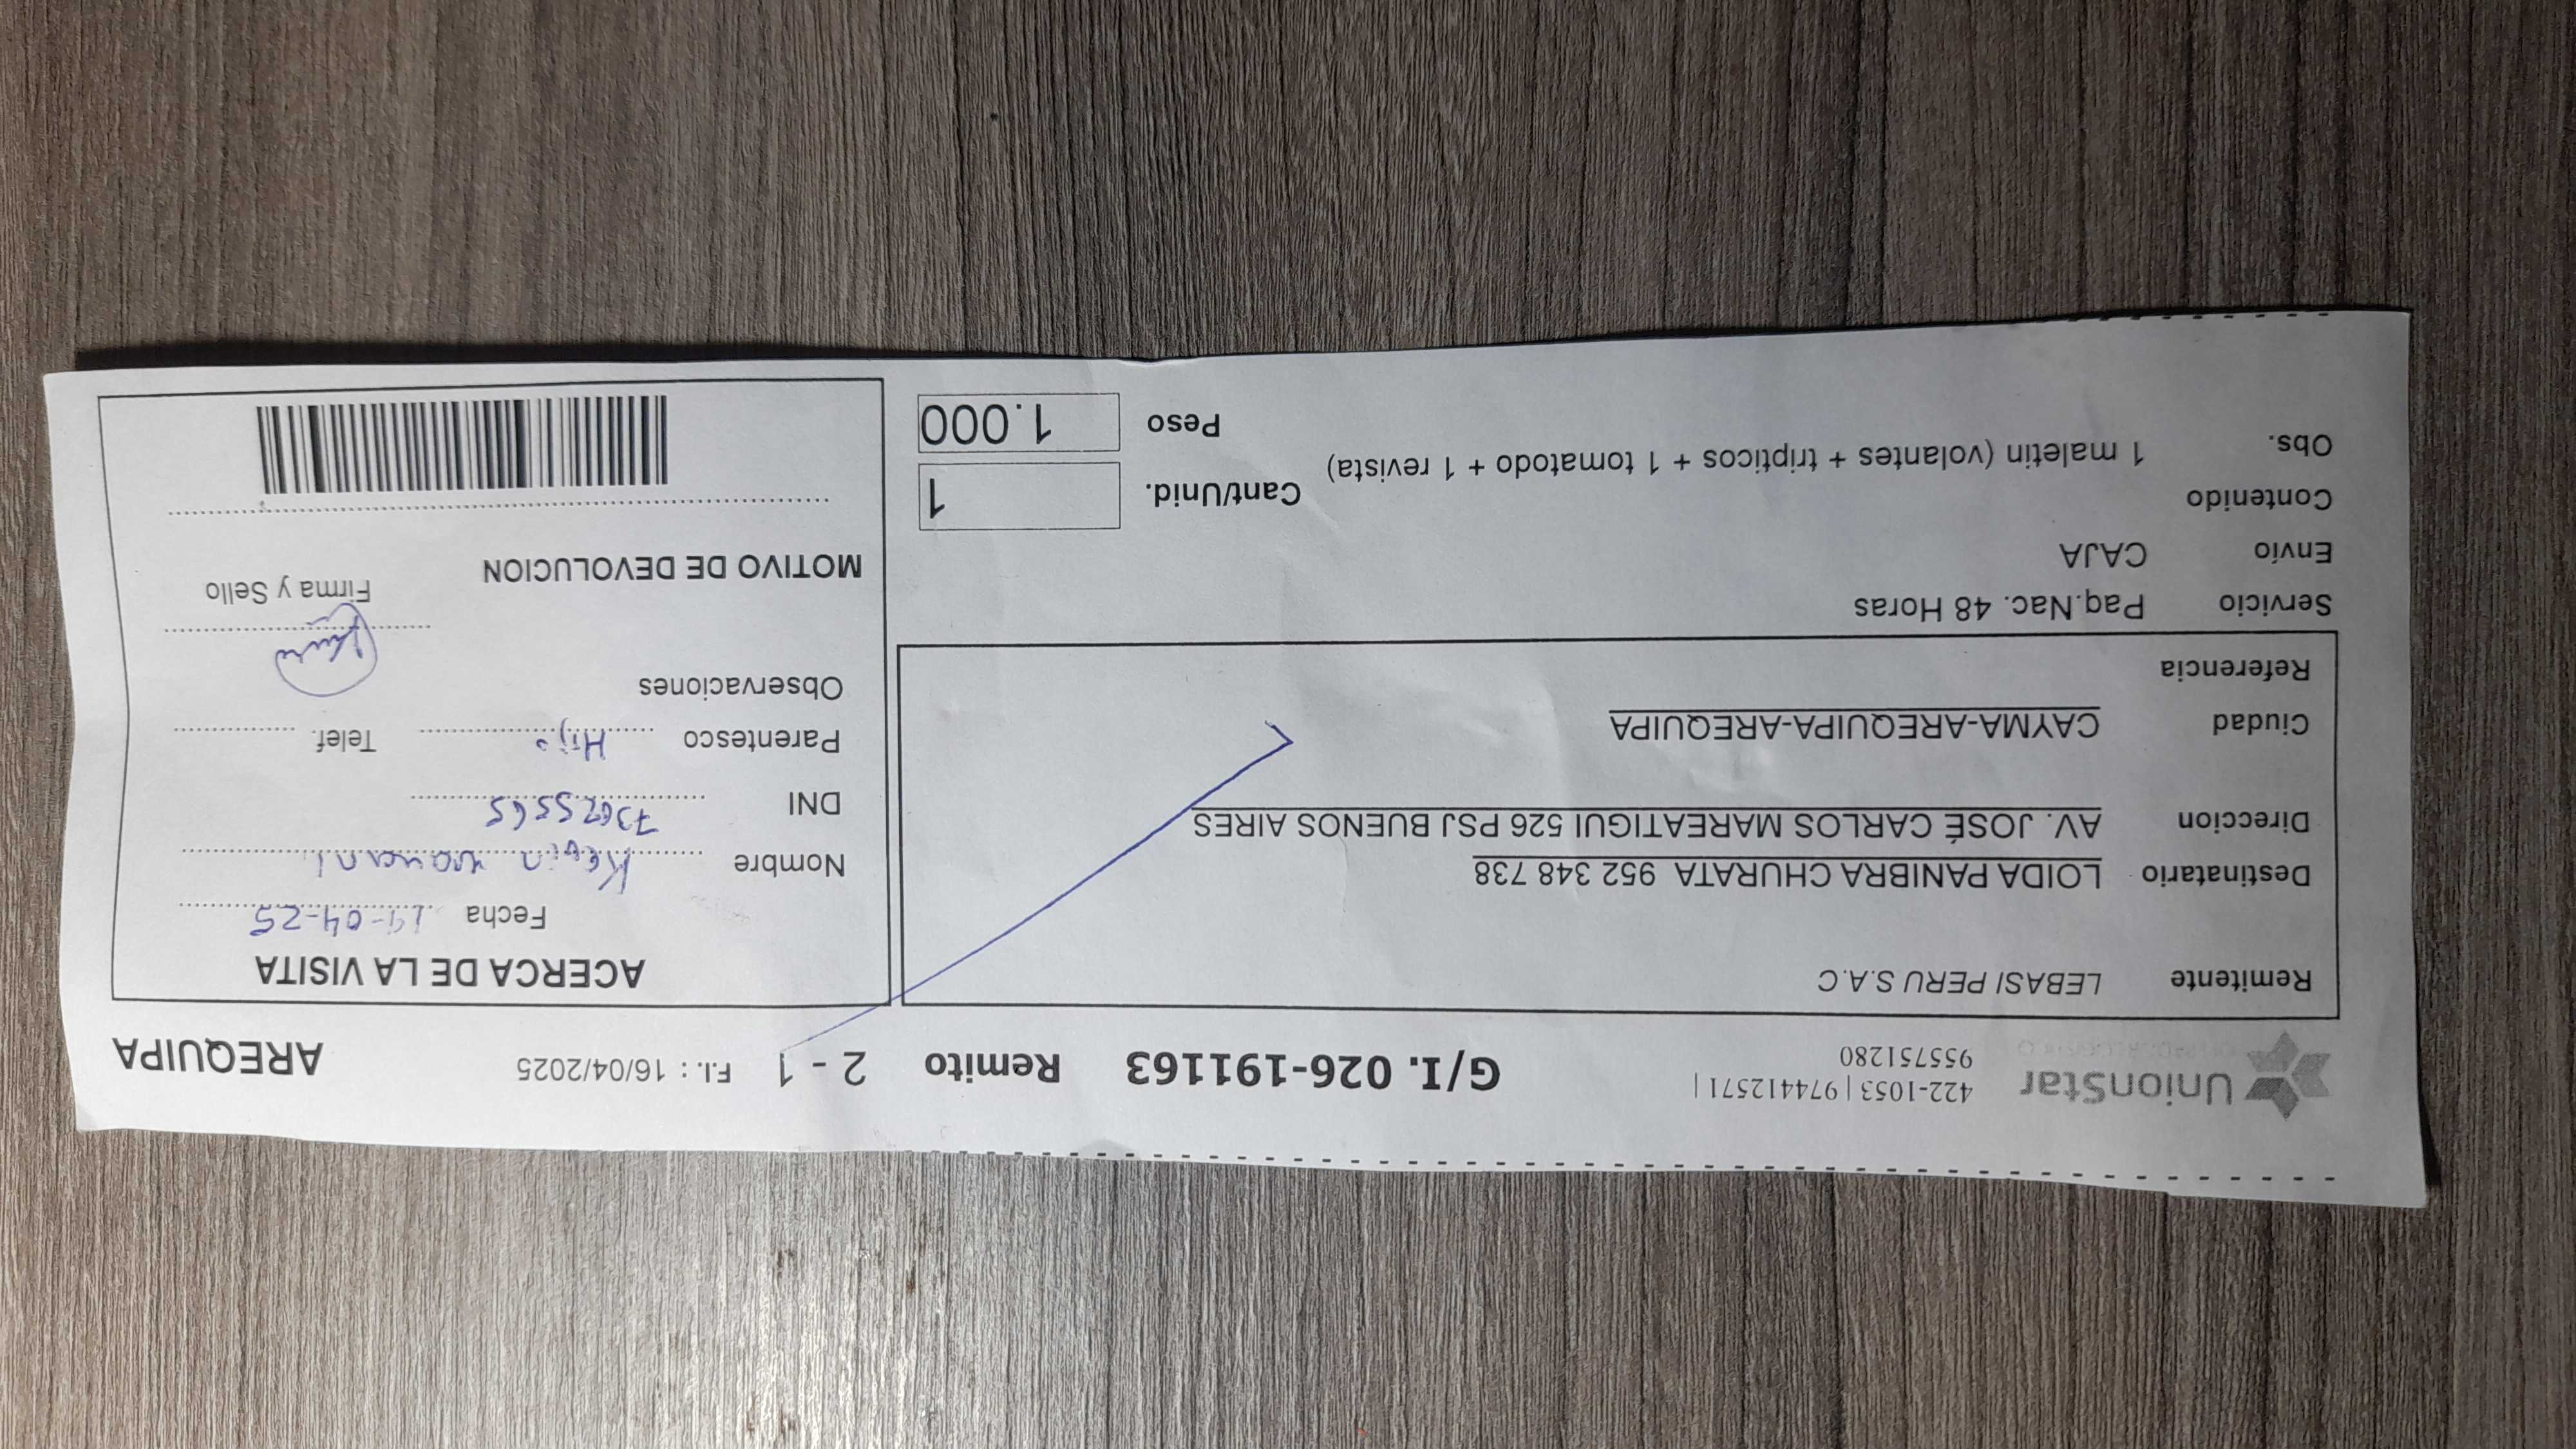 UnionStar
422-1053 | 974412571 |
955751280
G/I. 026-191163
Remito 2 - 1
F.I. : 16/04/2025
AREQUIPA
Remitente LEBASI PERU S.A.C
Destinatario LOIDA PANIBRA CHURATA 952 348 738
Direccion AV. JOSÉ CARLOS MAREATIGUI 526 PSJ BUENOS AIRES
Ciudad CAYMA-AREQUIPA-AREQUIPA
Referencia
Servicio Paq.Nac. 48 Horas
Envío CAJA
Contenido
Cant/Unid. 1
Obs. 1 maletin (volantes + tripticos + 1 tomatodo + 1 revista)
Peso 1.000
ACERCA DE LA VISITA
Fecha 19-04-25
Nombre Kevin
DNI 73625565
Parentesco Hijo Telef.
Observaciones
Firma y Sello
MOTIVO DE DEVOLUCION